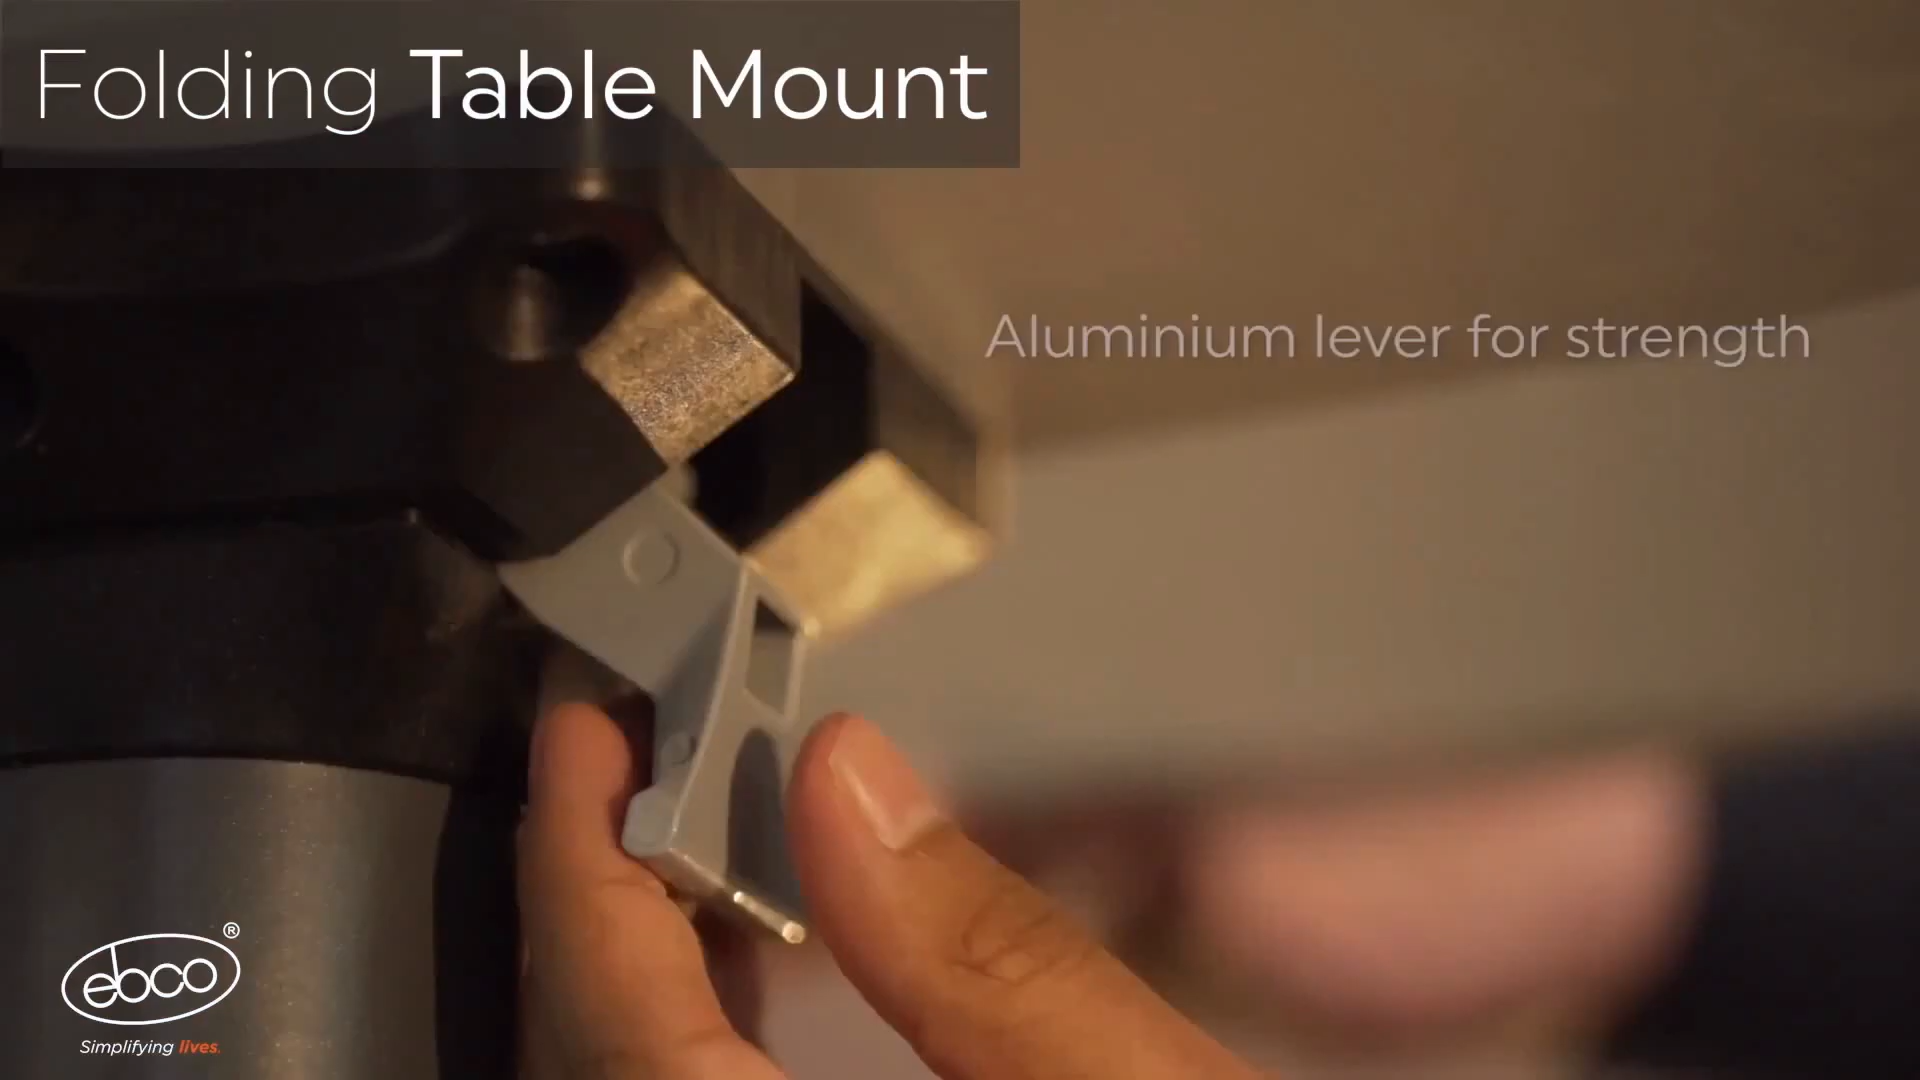 Folding Table Mount
Aluminium lever for strength
ebco®
Simplifying lives.